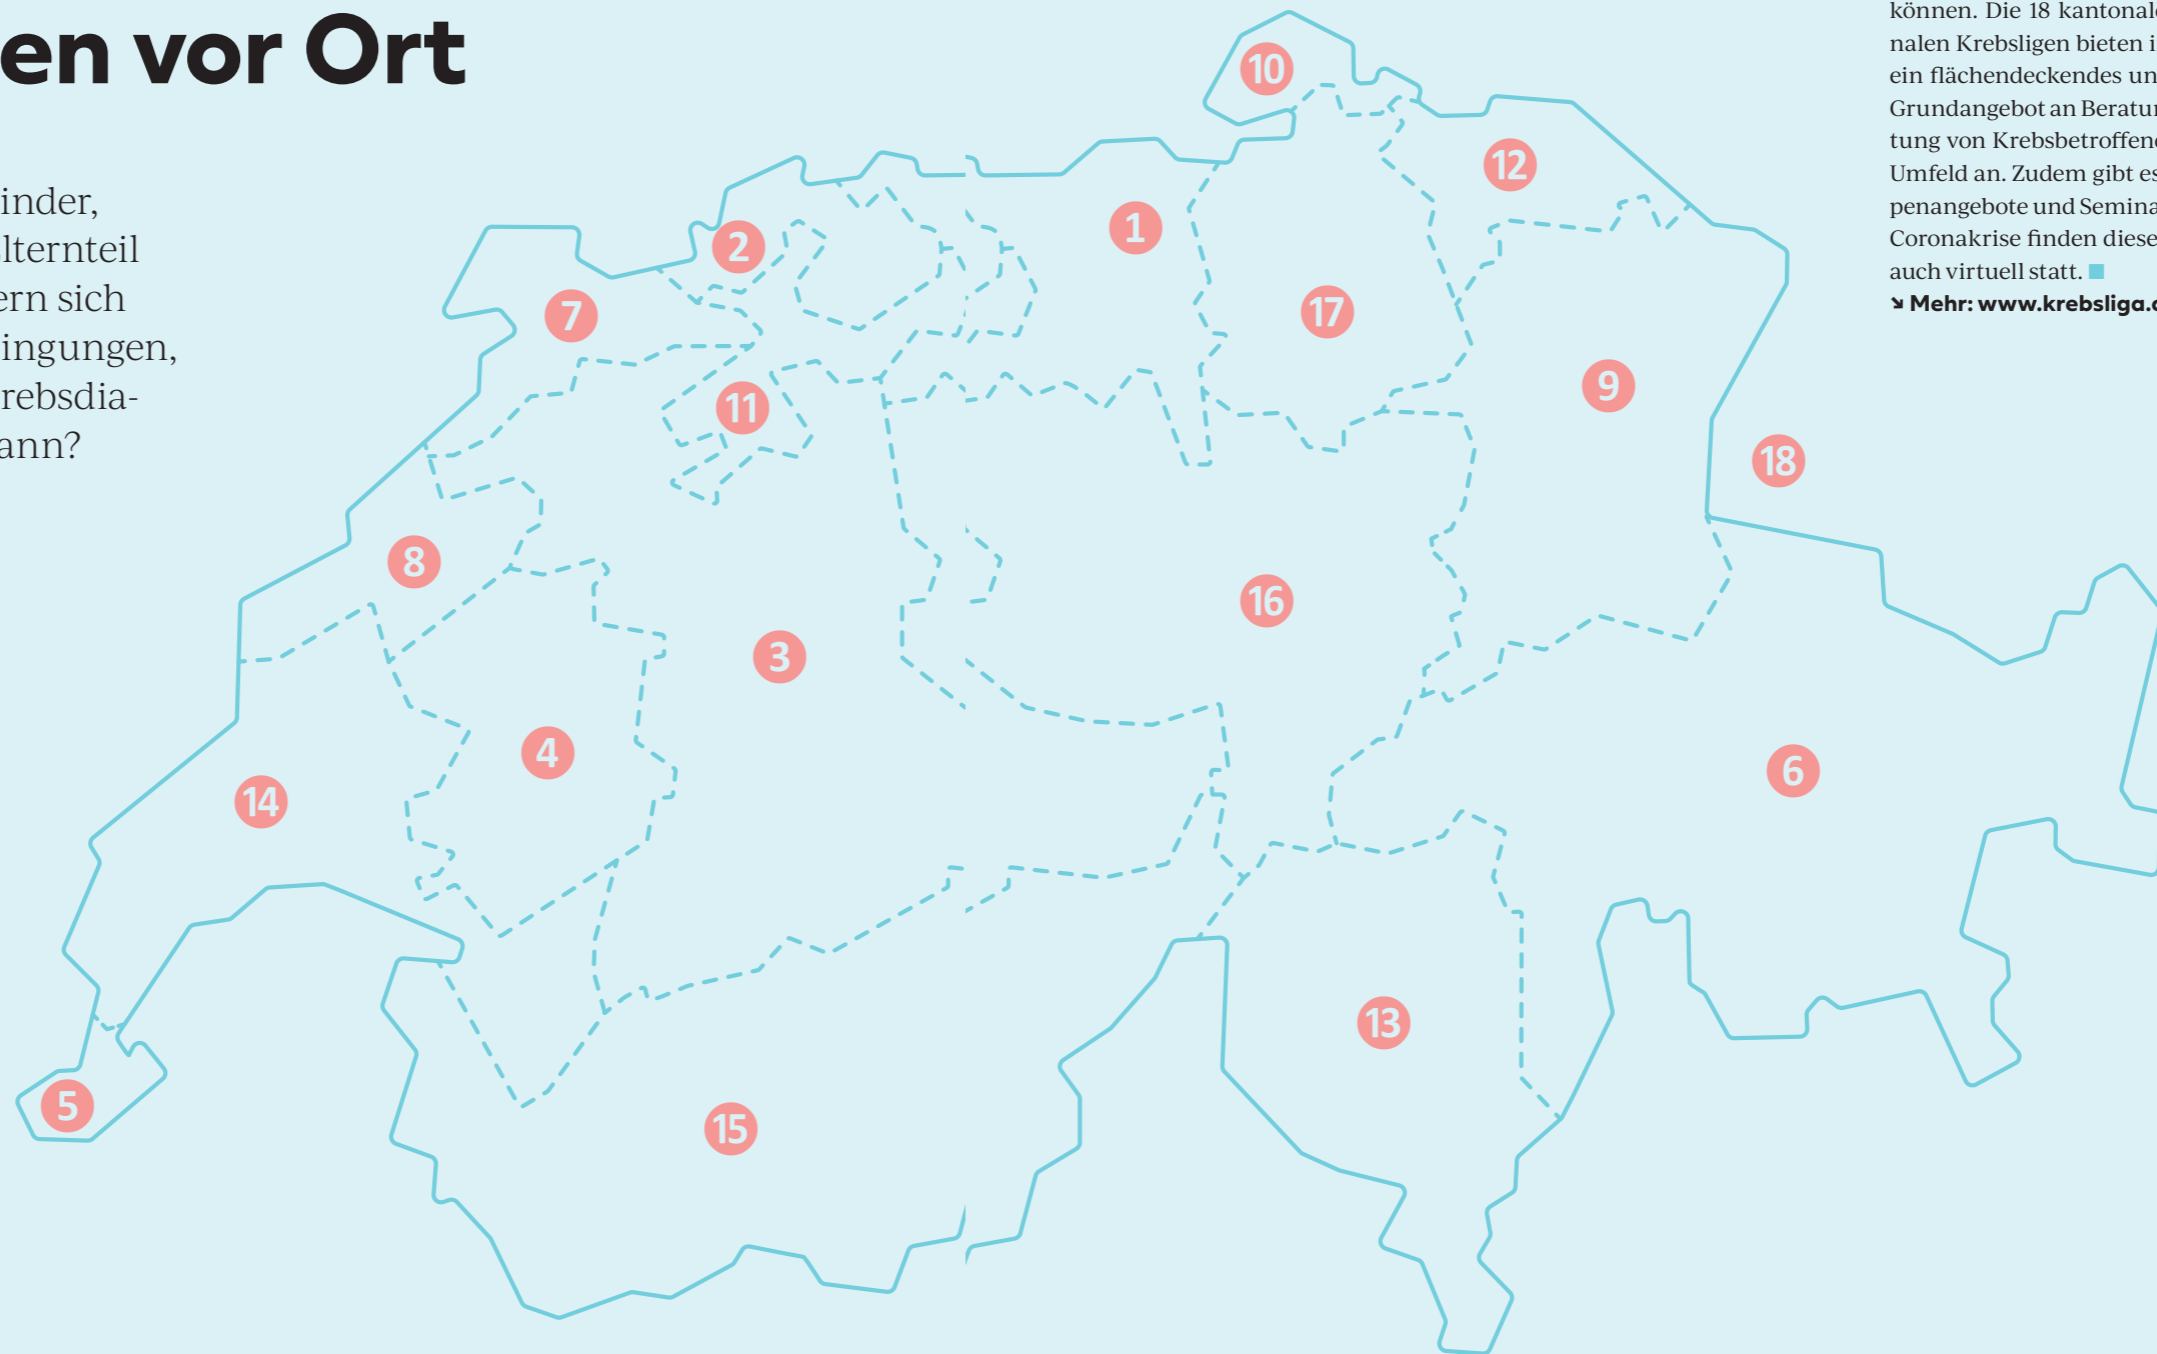 en vor Ort
inder,
lternteil
ern sich
ingungen,
rebsdia-
ann?
können. Die 18 kantonal
nalen Krebsligen bieten i
ein flächendeckendes un
Grundangebot an Beratu
tung von Krebsbetroffen
Umfeld an. Zudem gibt es
penangebote und Semina
Coronakrise finden diese
auch virtuell statt. ■
↘ Mehr: www.krebsliga.c
10
12
1
2
7
17
9
11
18
8
16
3
4
6
14
13
5
15